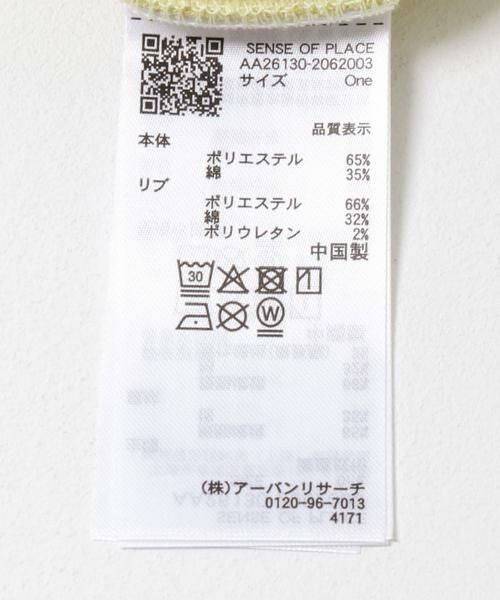 SENSE OF PLACE
AA26130-2062003
サイズ One
品質表示
本体
ポリエステル 65%
綿 35%
リブ
ポリエステル 66%
綿 32%
ポリウレタン 2%
中国製
30
W
(株)アーバンリサーチ
0120-96-7013
4171